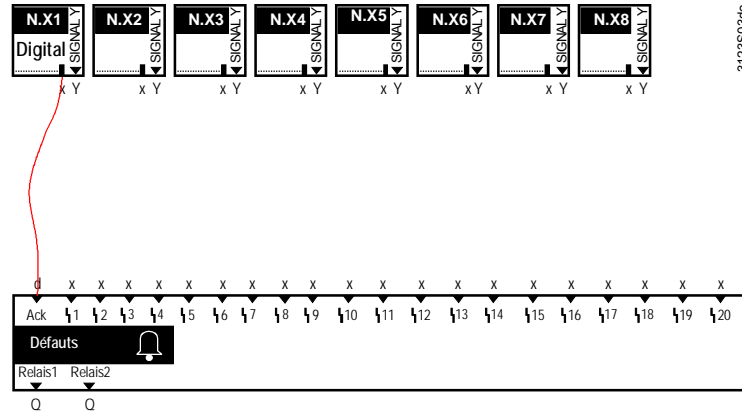 N.X1 N.X2 N.X3 N.X4 N.X5 N.X6 N.X7 N.X8
Digital
SIGNAL Y SIGNAL Y SIGNAL Y SIGNAL Y SIGNAL Y SIGNAL Y SIGNAL Y SIGNAL Y
x Y x Y x Y x Y x Y x Y x Y x Y
d x x x x x x x x x x x x x x x x x x x x
Ack 1 2 3 4 5 6 7 8 9 10 11 12 13 14 15 16 17 18 19 20
Défauts
Relais1 Relais2
Q Q